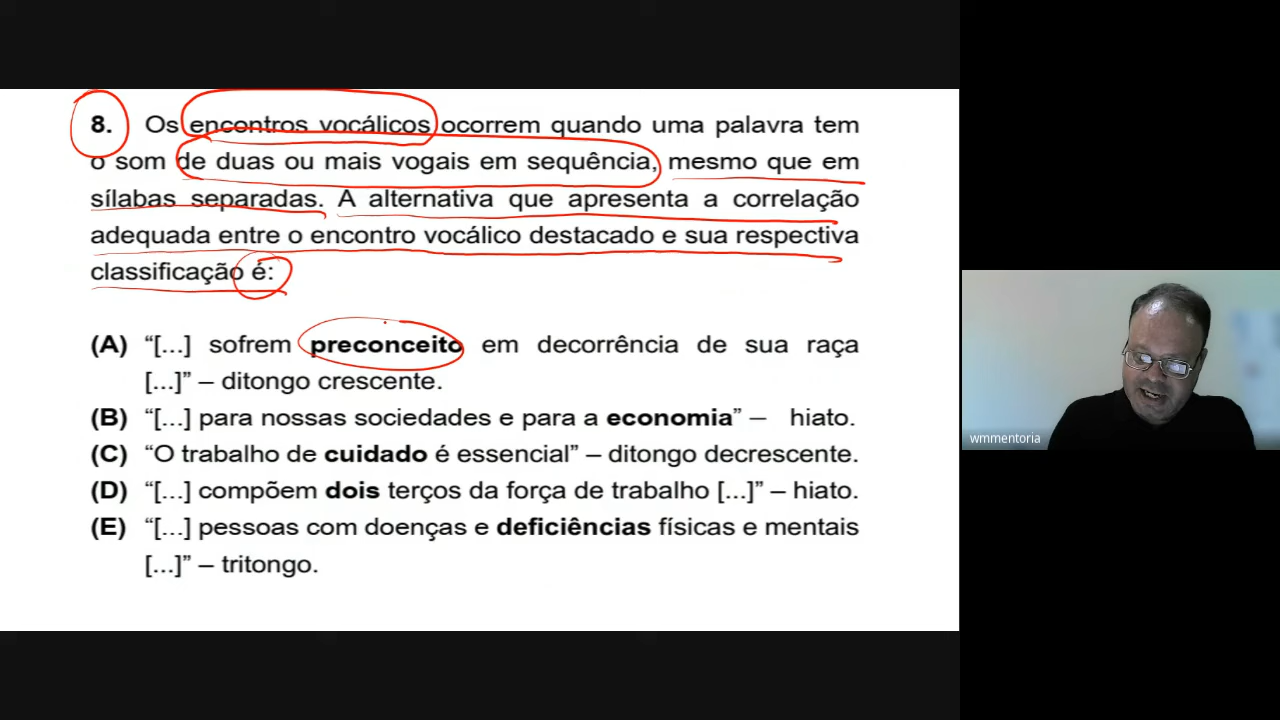 8. Os encontros vocálicos ocorrem quando uma palavra tem
o som de duas ou mais vogais em sequência, mesmo que em
sílabas separadas. A alternativa que apresenta a correlação
adequada entre o encontro vocálico destacado e sua respectiva
classificação é:
(A) “[...] sofrem preconceito em decorrência de sua raça
[...]” – ditongo crescente.
(B) “[...] para nossas sociedades e para a economia” – hiato.
(C) “O trabalho de cuidado é essencial” – ditongo decrescente.
(D) “[...] compõem dois terços da força de trabalho [...]” – hiato.
(E) “[...] pessoas com doenças e deficiências físicas e mentais
[...]” – tritongo.
wmmentoria